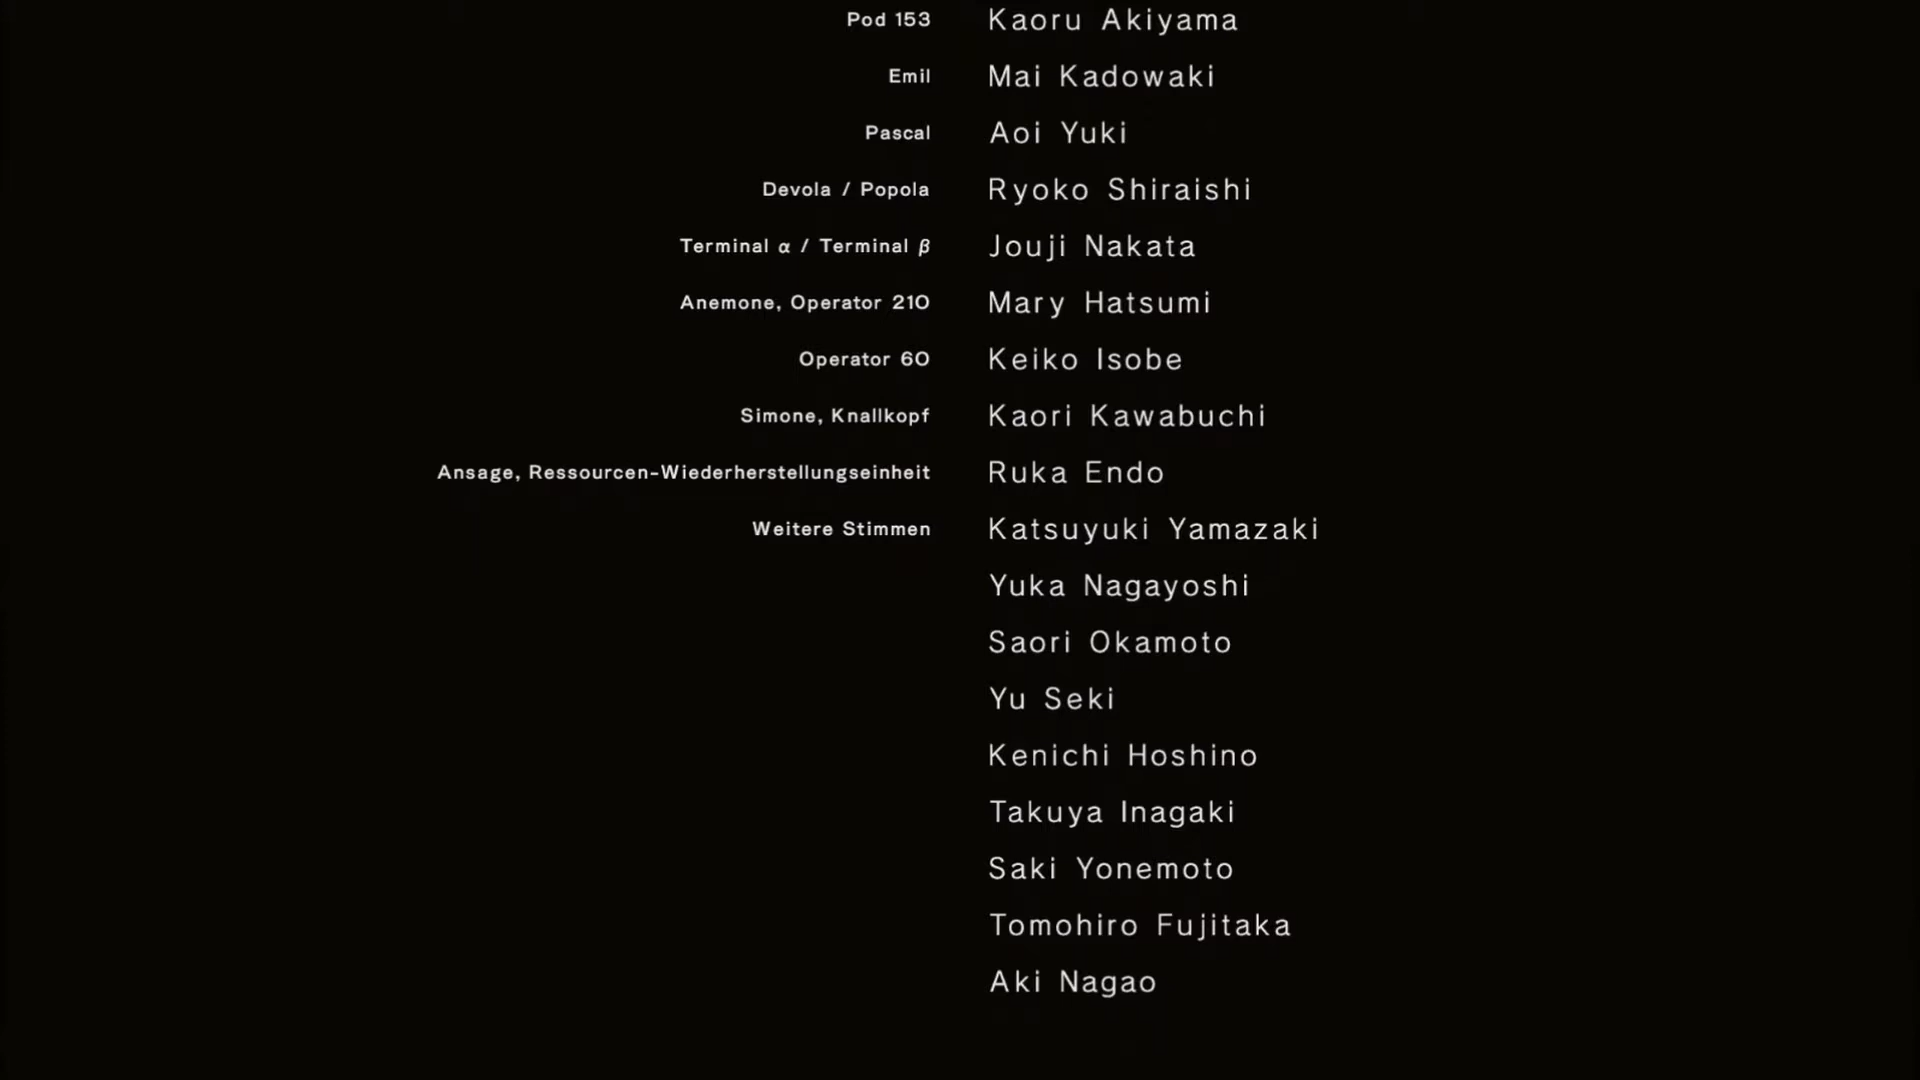 Pod 153 Kaoru Akiyama
Emil Mai Kadowaki
Pascal Aoi Yuki
Devola / Popola Ryoko Shiraishi
Terminal α / Terminal β Jouji Nakata
Anemone, Operator 21O Mary Hatsumi
Operator 6O Keiko Isobe
Simone, Knallkopf Kaori Kawabuchi
Ansage, Ressourcen-Wiederherstellungseinheit Ruka Endo
Weitere Stimmen Katsuyuki Yamazaki
Yuka Nagayoshi
Saori Okamoto
Yu Seki
Kenichi Hoshino
Takuya Inagaki
Saki Yonemoto
Tomohiro Fujitaka
Aki Nagao